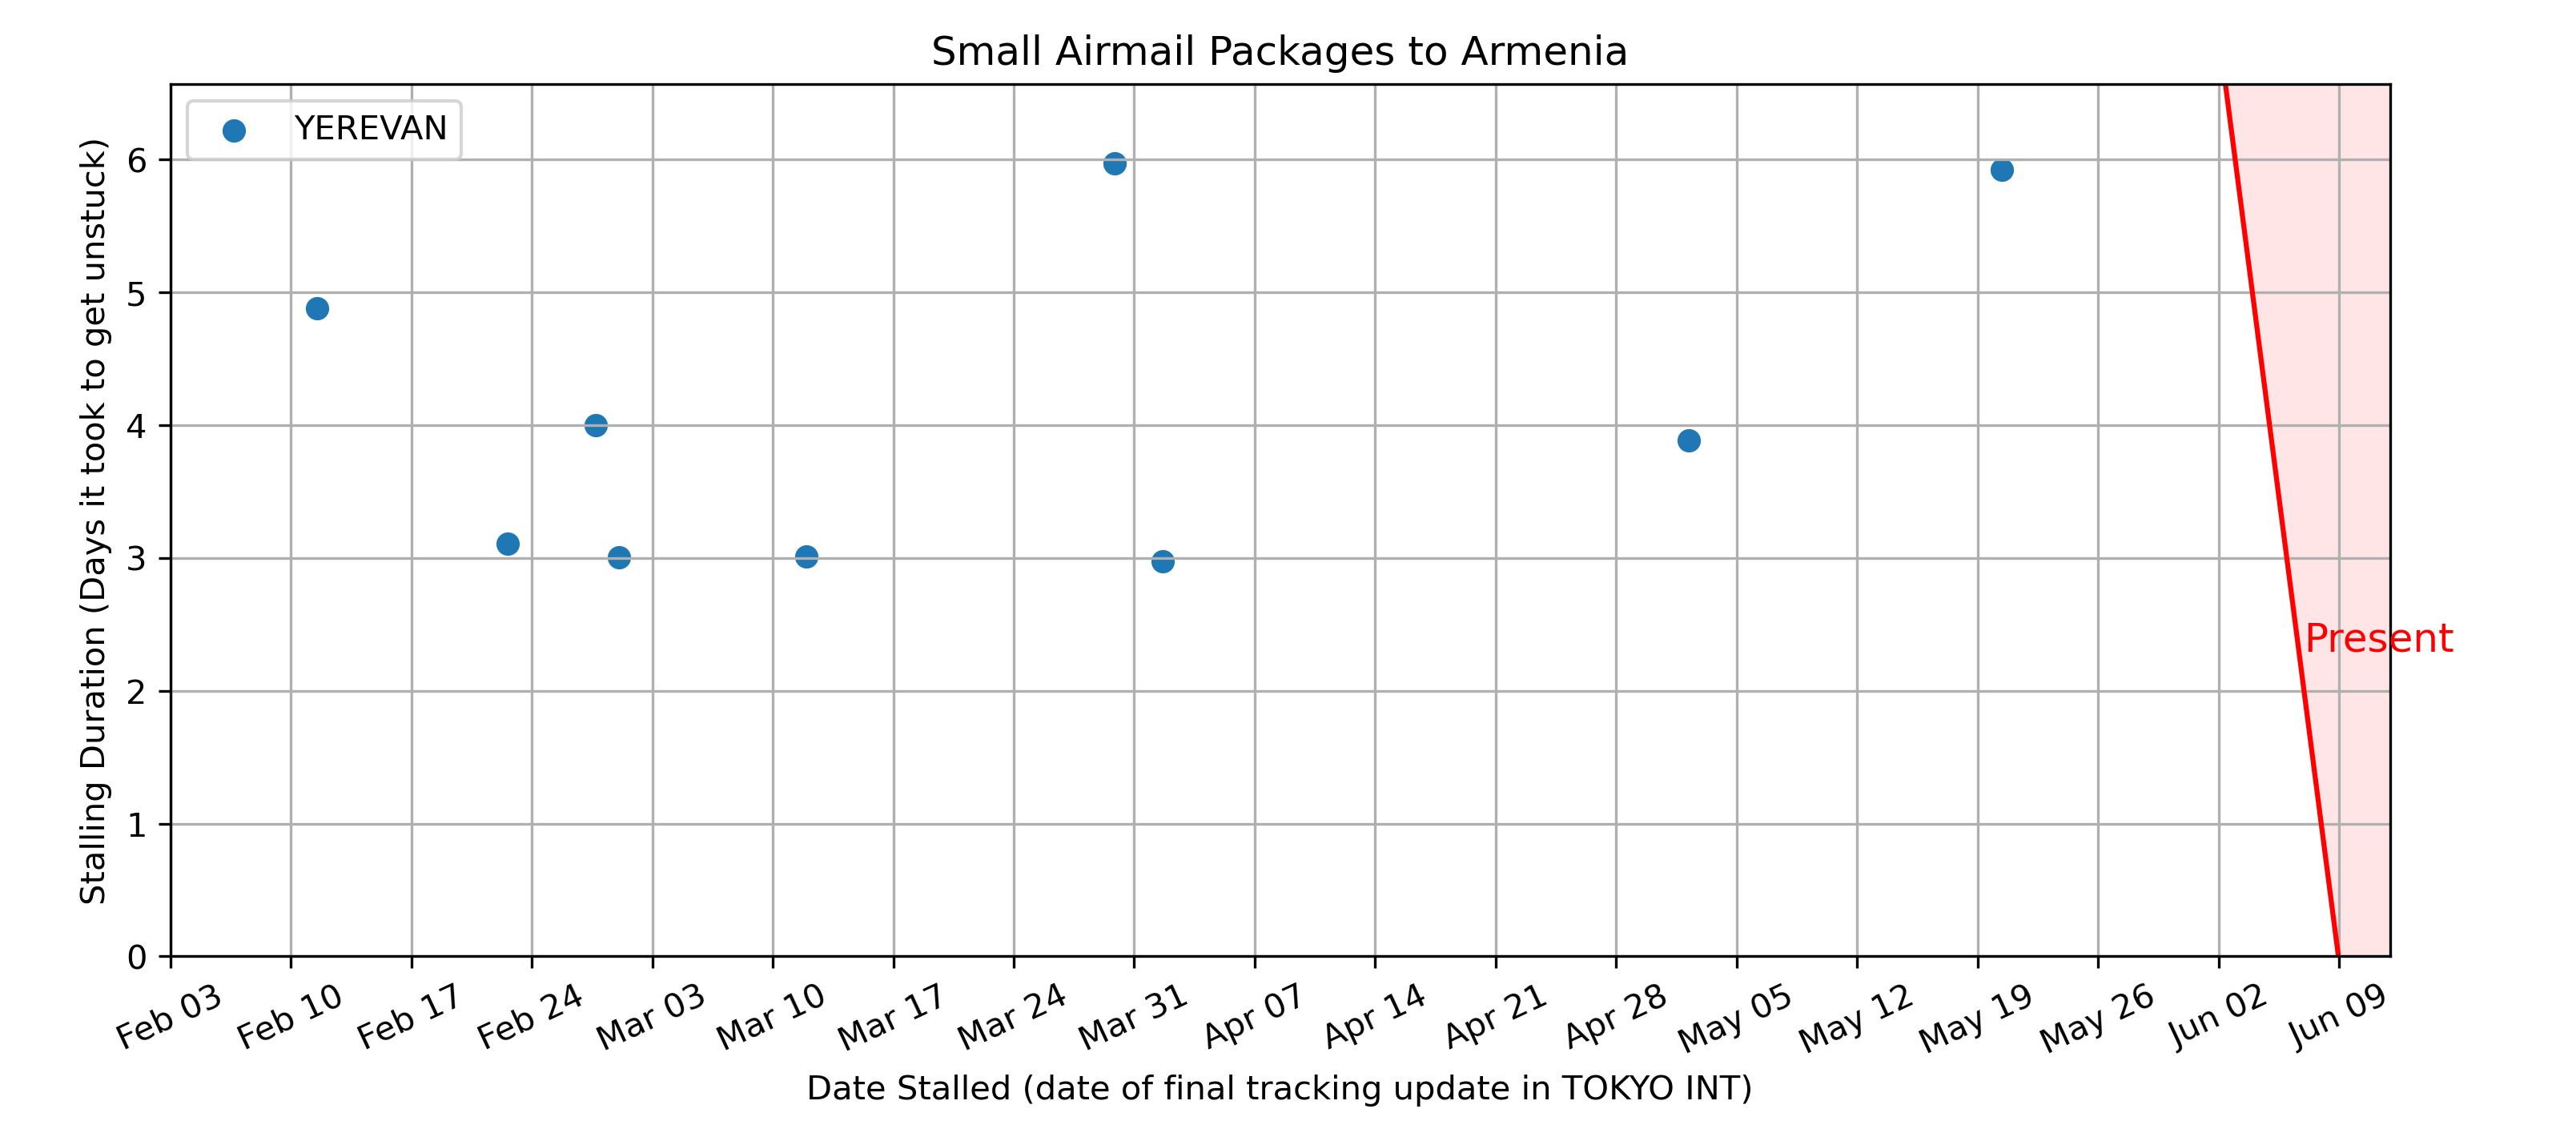 Small Airmail Packages to Armenia
YEREVAN
Stalling Duration (Days it took to get unstuck)
6
5
4
3
2
1
0
Present
Feb 03
Feb 10
Feb 17
Feb 24
Mar 03
Mar 10
Mar 17
Mar 24
Mar 31
Apr 07
Apr 14
Apr 21
Apr 28
May 05
May 12
May 19
May 26
Jun 02
Jun 09
Date Stalled (date of final tracking update in TOKYO INT)